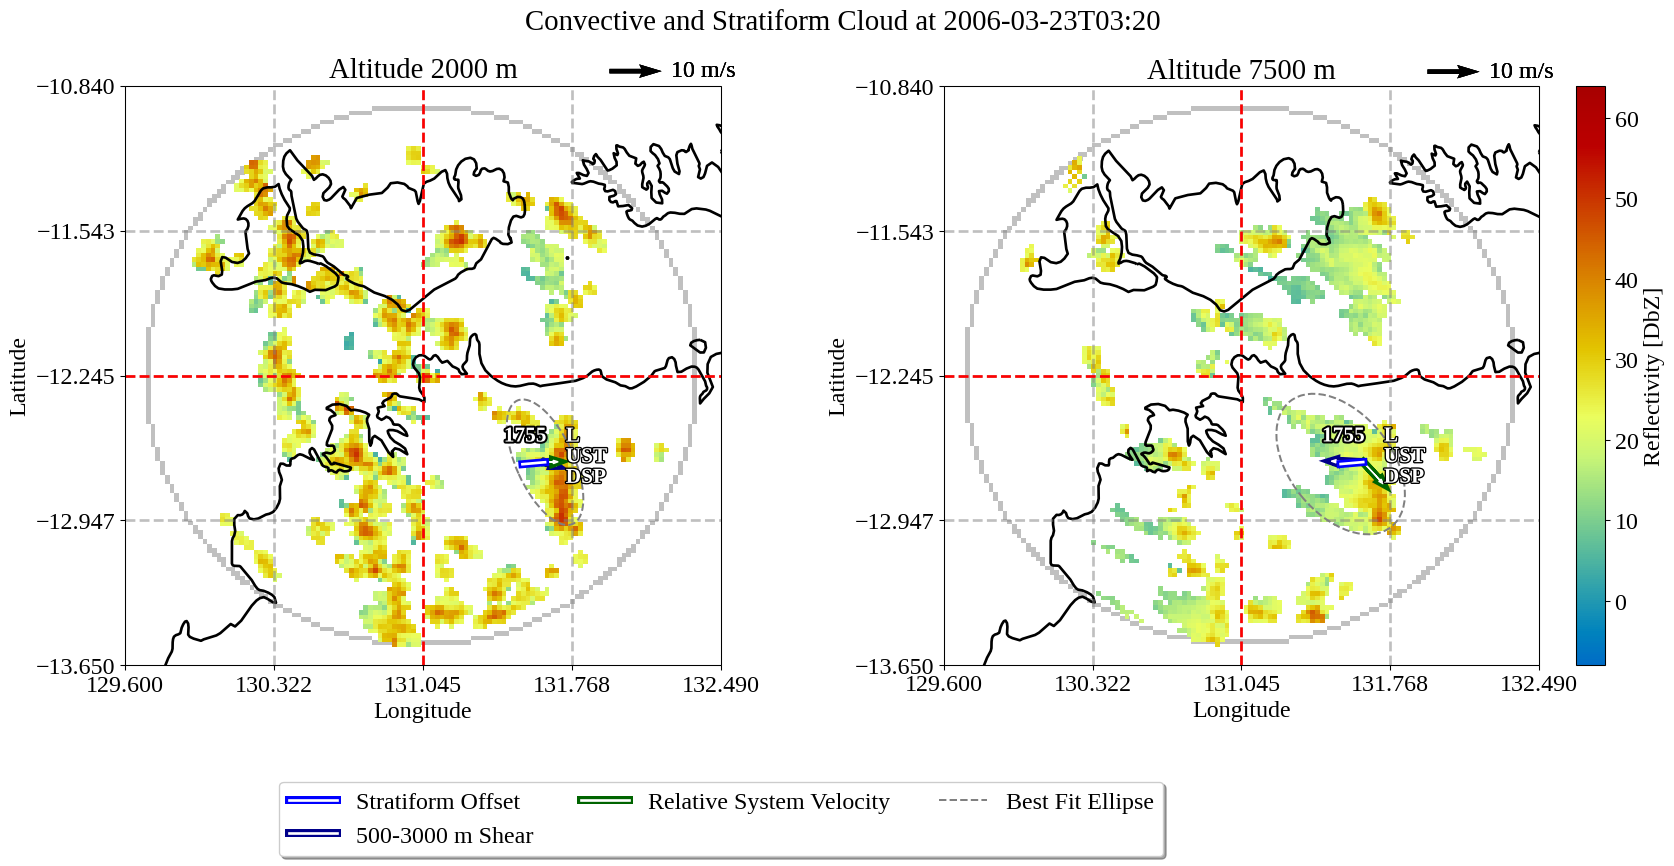 Convective and Stratiform Cloud at 2006-03-23T03:20
Altitude 2000 m
10 m/s
−10.840
−11.543
−12.245
−12.947
−13.650
Latitude
1755
L
UST
DSP
129.600 130.322 131.045 131.768 132.490
Longitude
Altitude 7500 m
10 m/s
−10.840
−11.543
−12.245
−12.947
−13.650
Latitude
1755
L
UST
DSP
129.600 130.322 131.045 131.768 132.490
Longitude
60
50
40
30
20
10
0
Reflectivity [DbZ]
Stratiform Offset
500-3000 m Shear
Relative System Velocity
Best Fit Ellipse